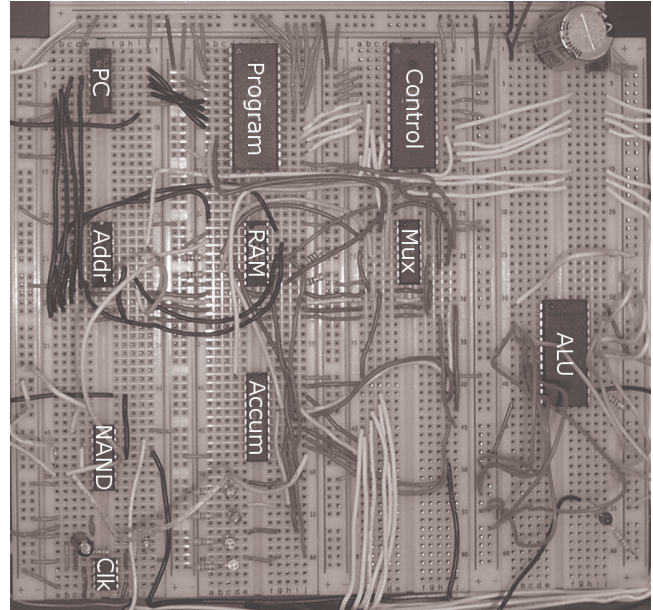 PC
Program
Control
Addr
RAM
Mux
ALU
Accum
NAND
Clk